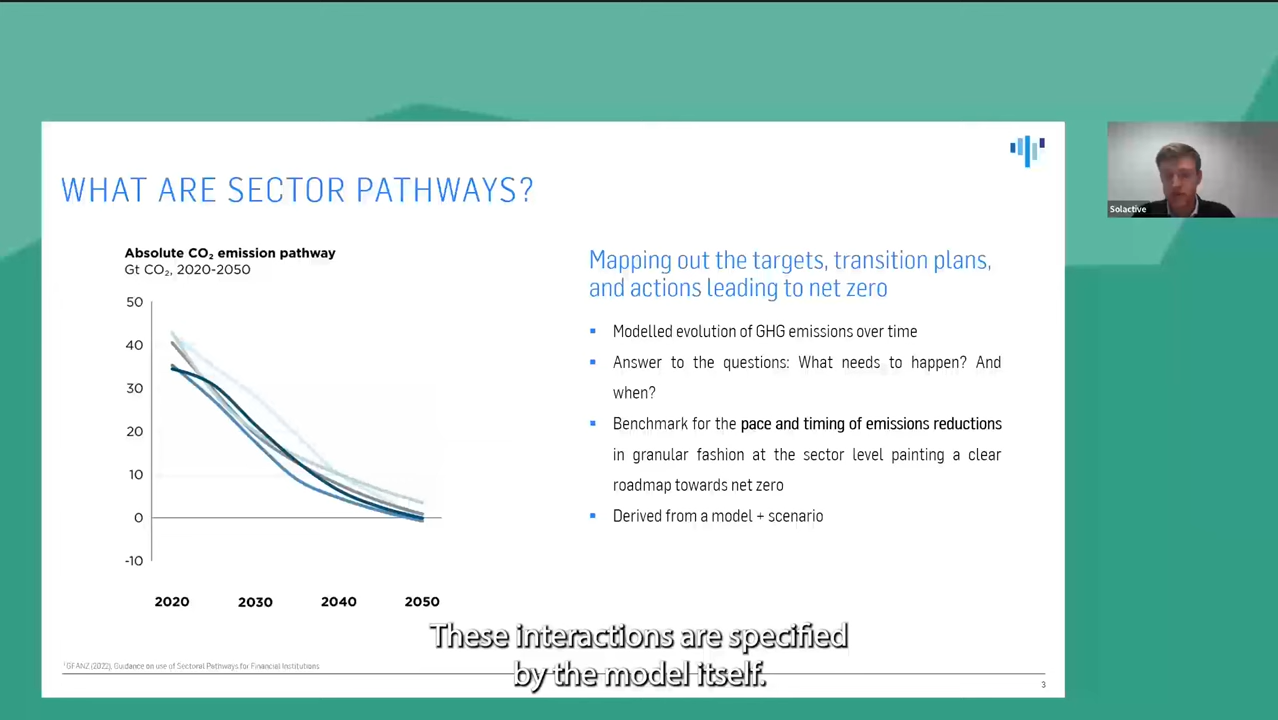 WHAT ARE SECTOR PATHWAYS?
Solactive
Absolute CO₂ emission pathway
Gt CO₂, 2020-2050
50
40
30
20
10
0
-10
2020 2030 2040 2050
Mapping out the targets, transition plans,
and actions leading to net zero
▪ Modelled evolution of GHG emissions over time
▪ Answer to the questions: What needs to happen? And
when?
▪ Benchmark for the pace and timing of emissions reductions
in granular fashion at the sector level painting a clear
roadmap towards net zero
▪ Derived from a model + scenario
These interactions are specified
by the model itself.
¹GFANZ (2022), Guidance on use of Sectoral Pathways for Financial Institutions
3